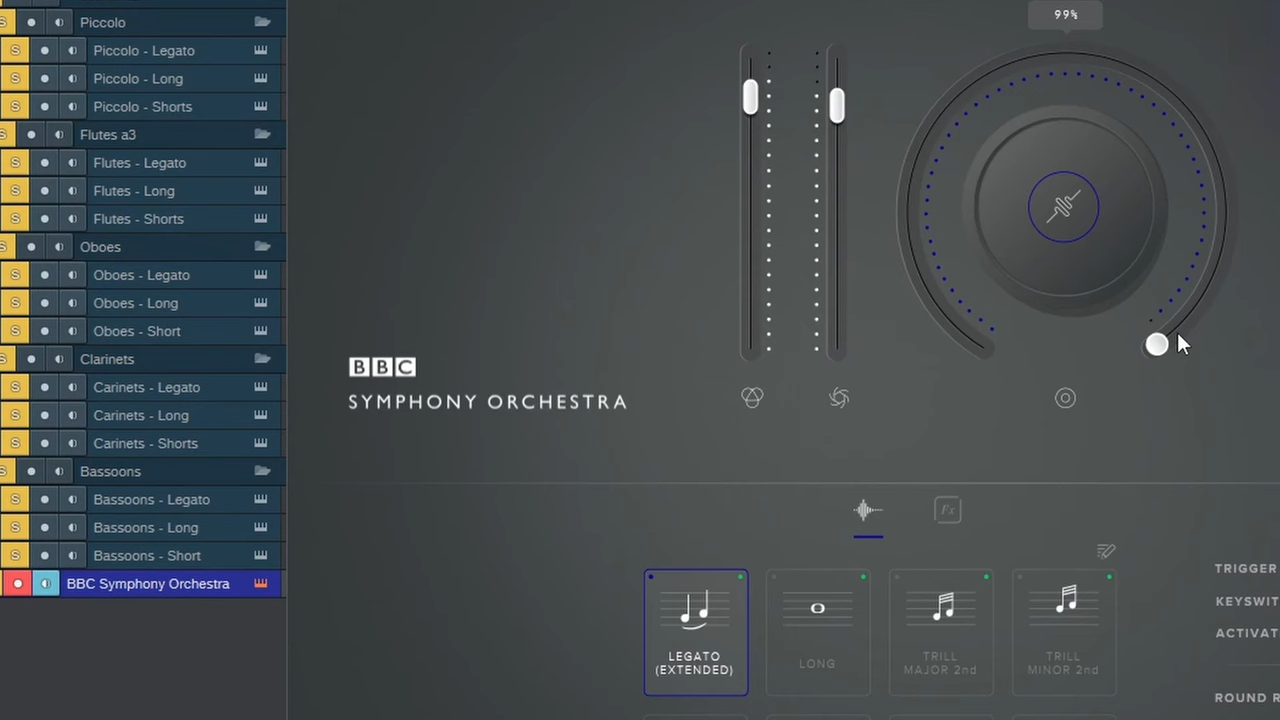 Piccolo
S Piccolo - Legato
S Piccolo - Long
S Piccolo - Shorts
Flutes a3
S Flutes - Legato
S Flutes - Long
S Flutes - Shorts
Oboes
S Oboes - Legato
S Oboes - Long
S Oboes - Short
Clarinets
S Carinets - Legato
S Carinets - Long
S Carinets - Shorts
Bassoons
S Bassoons - Legato
S Bassoons - Long
S Bassoons - Short
BBC Symphony Orchestra
99%
BBC
SYMPHONY ORCHESTRA
Fx
LEGATO
(EXTENDED)
LONG
TRILL
MAJOR 2nd
TRILL
MINOR 2nd
TRIGGER
KEYSWIT
ACTIVAT
ROUND R